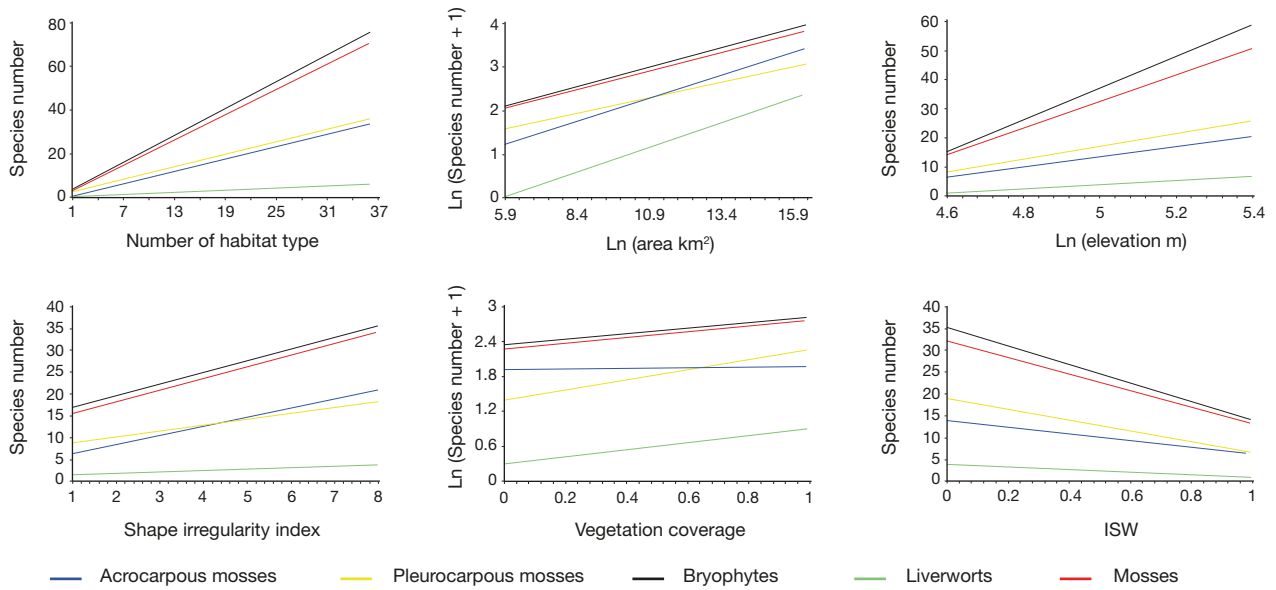 Species number
80
60
40
20
0
1 7 13 19 25 31 37
Number of habitat type
Ln (Species number + 1)
4
3
2
1
0
5.9 8.4 10.9 13.4 15.9
Ln (area km²)
Species number
60
50
40
30
20
10
0
4.6 4.8 5 5.2 5.4
Ln (elevation m)
Species number
40
35
30
25
20
15
10
5
0
1 2 3 4 5 6 7 8
Shape irregularity index
Ln (Species number + 1)
3
2.4
1.8
1.2
0.6
0
0 0.2 0.4 0.6 0.8 1
Vegetation coverage
Species number
40
35
30
25
20
15
10
5
0
0 0.2 0.4 0.6 0.8 1
ISW
Acrocarpous mosses Pleurocarpous mosses Bryophytes Liverworts Mosses